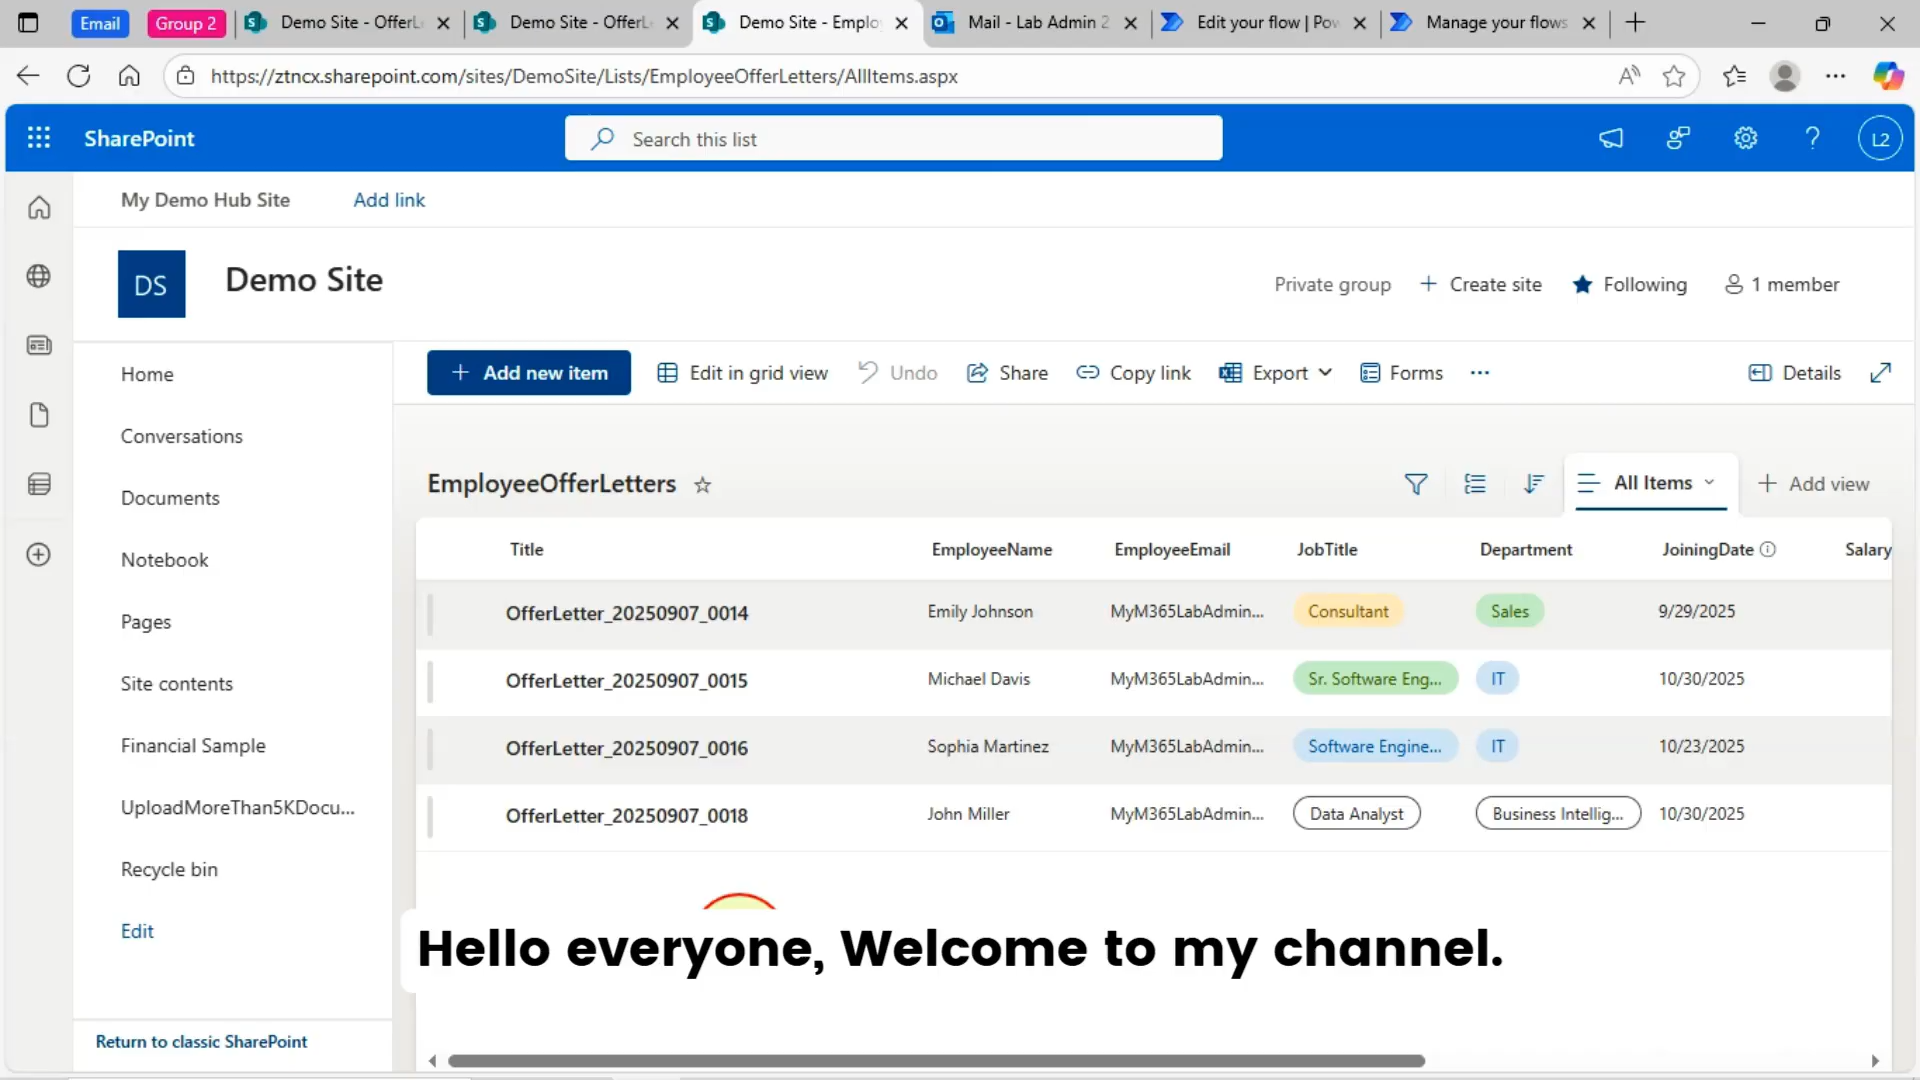 Email
Group 2
Demo Site - OfferLe
Demo Site - OfferLe
Demo Site - Employ
Mail - Lab Admin 2
Edit your flow | Pow
Manage your flows
https://ztncx.sharepoint.com/sites/DemoSite/Lists/EmployeeOfferLetters/AllItems.aspx
SharePoint
Search this list
L2
My Demo Hub Site
Add link
DS
Demo Site
Private group
Create site
Following
1 member
Home
Conversations
Documents
Notebook
Pages
Site contents
Financial Sample
UploadMoreThan5KDocu...
Recycle bin
Edit
Return to classic SharePoint
Add new item
Edit in grid view
Undo
Share
Copy link
Export
Forms
Details
EmployeeOfferLetters
All Items
Add view
Title EmployeeName EmployeeEmail JobTitle Department JoiningDate Salary
OfferLetter_20250907_0014 Emily Johnson MyM365LabAdmin... Consultant Sales 9/29/2025
OfferLetter_20250907_0015 Michael Davis MyM365LabAdmin... Sr. Software Eng... IT 10/30/2025
OfferLetter_20250907_0016 Sophia Martinez MyM365LabAdmin... Software Engine... IT 10/23/2025
OfferLetter_20250907_0018 John Miller MyM365LabAdmin... Data Analyst Business Intellig... 10/30/2025
Hello everyone, Welcome to my channel.